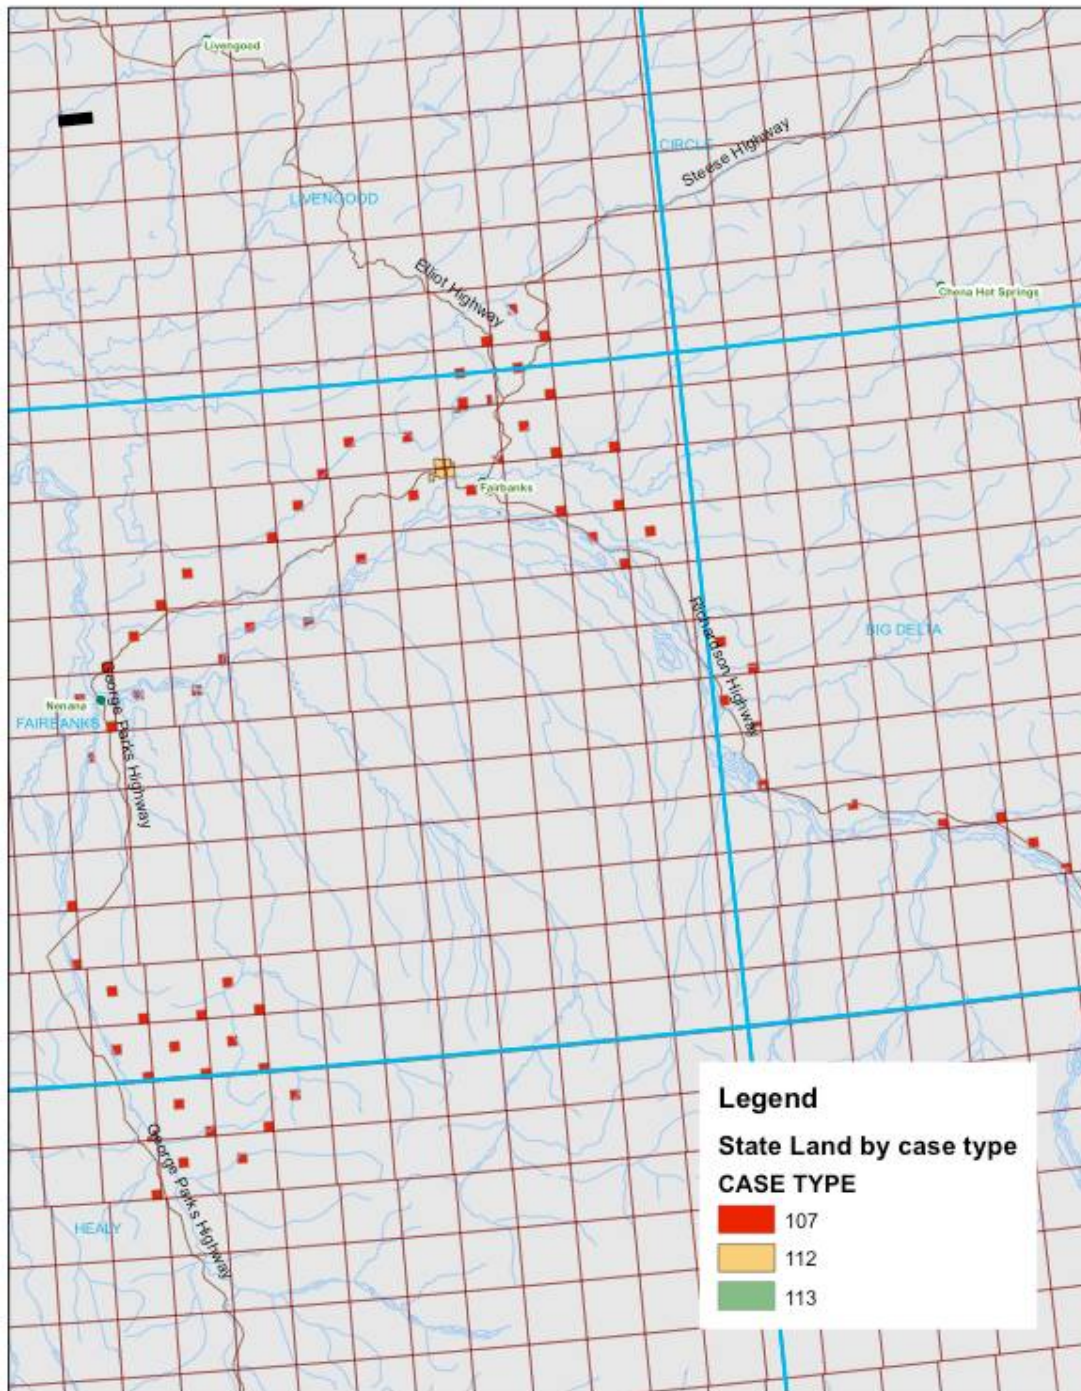 Livengood
CIRCLE
Steese Highway
LIVENGOOD
Elliot Highway
Chena Hot Springs
Fairbanks
Richardson Highway
BIG DELTA
George Parks Highway
Nenana
FAIRBANKS
Legend
State Land by case type
CASE TYPE
107
112
113
George Parks Highway
HEALY